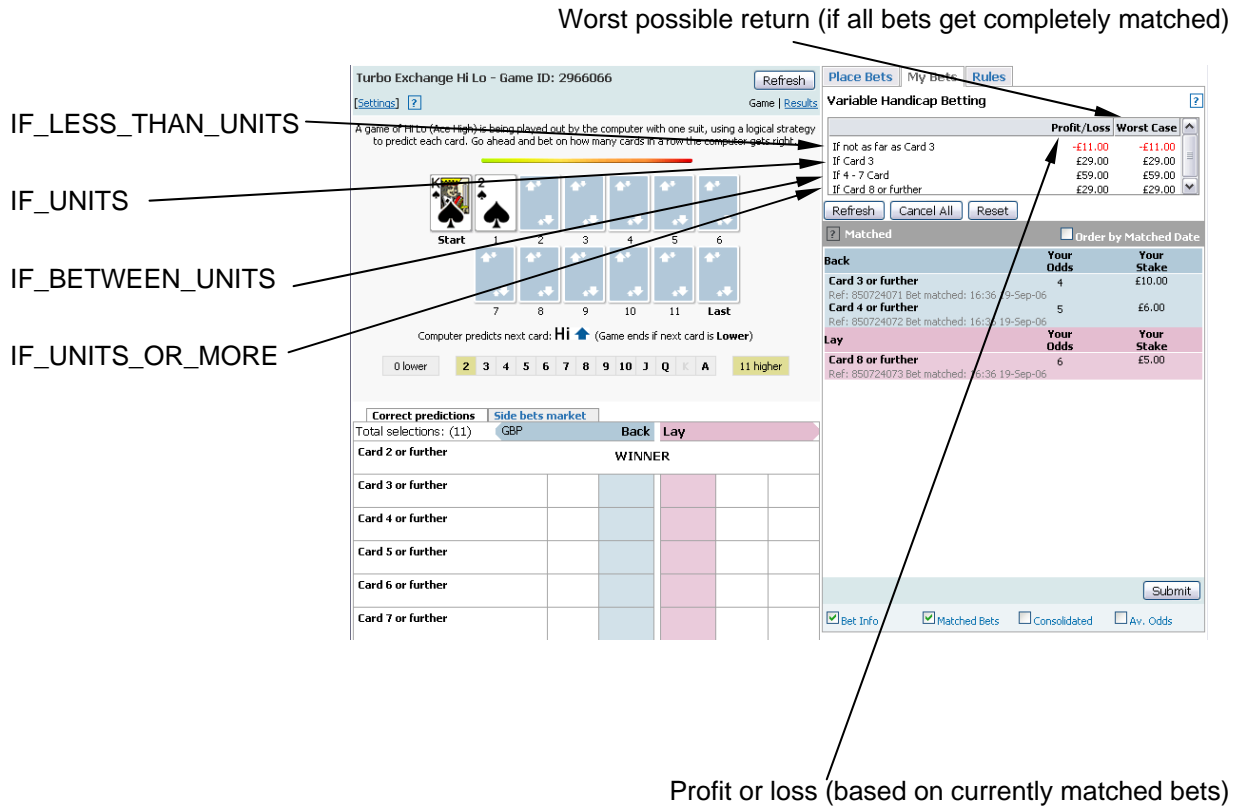 Worst possible return (if all bets get completely matched)
IF_LESS_THAN_UNITS
IF_UNITS
IF_BETWEEN_UNITS
IF_UNITS_OR_MORE
Turbo Exchange Hi Lo - Game ID: 2966066
Refresh
[Settings] ?
Game | Results
A game of Hi Lo (Ace High) is being played out by the computer with one suit, using a logical strategy
to predict each card. Go ahead and bet on how many cards in a row the computer gets right.
K 2
Start 1 2 3 4 5 6
7 8 9 10 11 Last
Computer predicts next card: Hi (Game ends if next card is Lower)
0 lower 2 3 4 5 6 7 8 9 10 J Q K A 11 higher
Correct predictions Side bets market
Total selections: (11) GBP Back Lay
Card 2 or further WINNER
Card 3 or further
Card 4 or further
Card 5 or further
Card 6 or further
Card 7 or further
Place Bets My Bets Rules
Variable Handicap Betting ?
Profit/Loss Worst Case
If not as far as Card 3 -£11.00 -£11.00
If Card 3 £29.00 £29.00
If 4 - 7 Card £59.00 £59.00
If Card 8 or further £29.00 £29.00
Refresh Cancel All Reset
? Matched Order by Matched Date
Back Your Odds Your Stake
Card 3 or further 4 £10.00
Ref: 850724071 Bet matched: 16:36 19-Sep-06
Card 4 or further 5 £6.00
Ref: 850724072 Bet matched: 16:36 19-Sep-06
Lay Your Odds Your Stake
Card 8 or further 6 £5.00
Ref: 850724073 Bet matched: 16:36 19-Sep-06
Submit
Bet Info Matched Bets Consolidated Av. Odds
Profit or loss (based on currently matched bets)